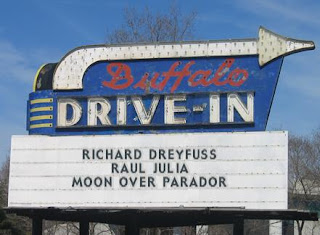 Buffalo
DRIVE-IN
RICHARD DREYFUSS
RAUL JULIA
MOON OVER PARADOR